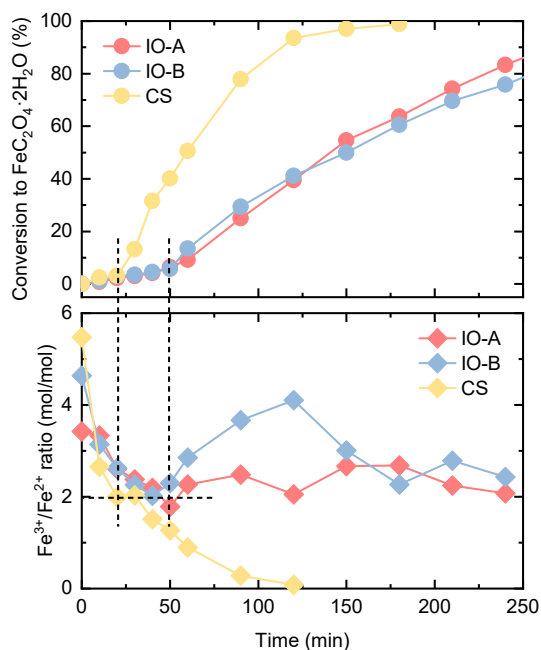 Conversion to FeC₂O₄·2H₂O (%)
100
80
60
40
20
0
IO-A
IO-B
CS
Fe³⁺/Fe²⁺ ratio (mol/mol)
6
4
2
0
IO-A
IO-B
CS
0 50 100 150 200 250
Time (min)